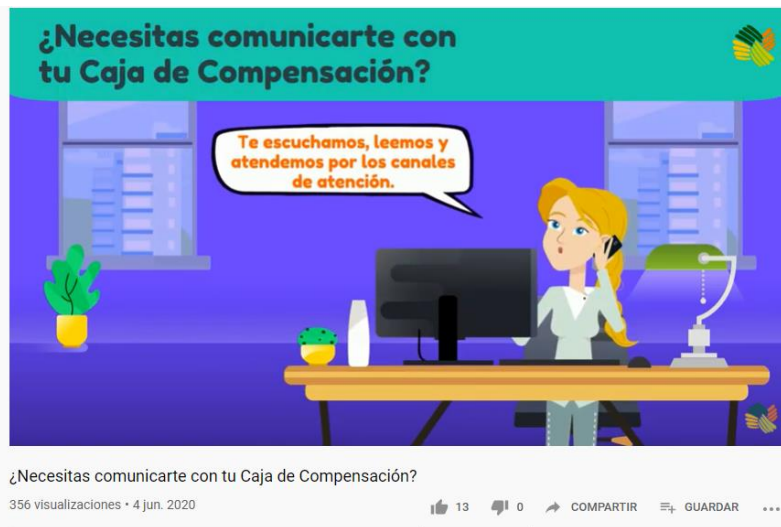 ¿Necesitas comunicarte con
tu Caja de Compensación?
Te escuchamos, leemos y
atendemos por los canales
de atención.
¿Necesitas comunicarte con tu Caja de Compensación?
356 visualizaciones • 4 jun. 2020
13 0 COMPARTIR GUARDAR